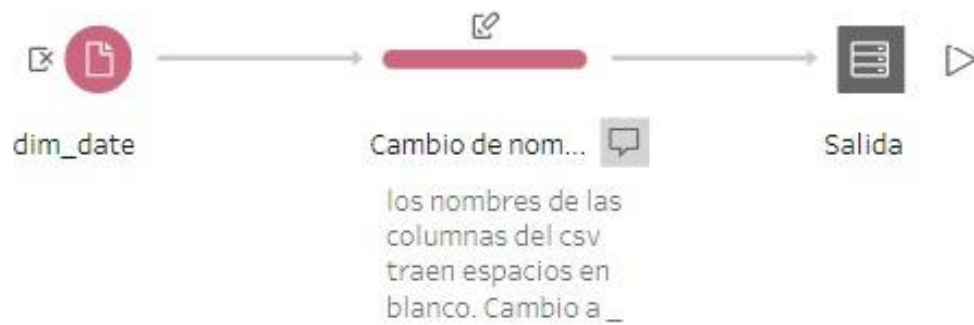 dim_date
Cambio de nom...
Salida
los nombres de las
columnas del csv
traen espacios en
blanco. Cambio a _